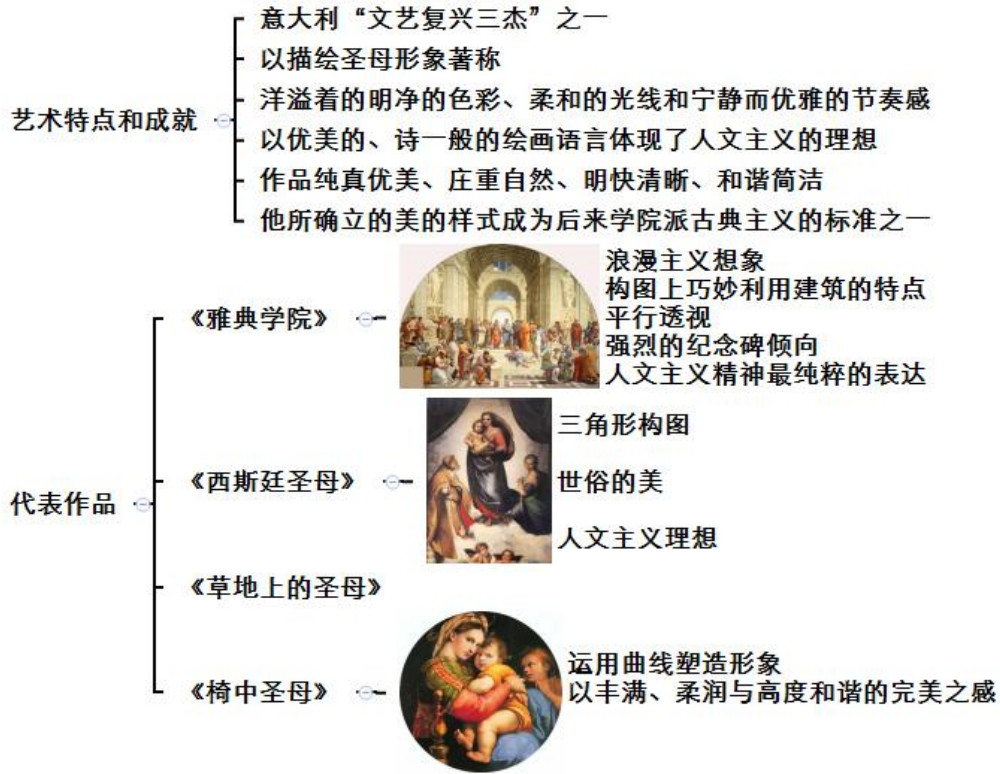 艺术特点和成就
意大利“文艺复兴三杰”之一
以描绘圣母形象著称
洋溢着的明净的色彩、柔和的光线和宁静而优雅的节奏感
以优美的、诗一般的绘画语言体现了人文主义的理想
作品纯真优美、庄重自然、明快清晰、和谐简洁
他所确立的美的样式成为后来学院派古典主义的标准之一
代表作品
《雅典学院》
浪漫主义想象
构图上巧妙利用建筑的特点
平行透视
强烈的纪念碑倾向
人文主义精神最纯粹的表达
《西斯廷圣母》
三角形构图
世俗的美
人文主义理想
《草地上的圣母》
《椅中圣母》
运用曲线塑造形象
以丰满、柔润与高度和谐的完美之感